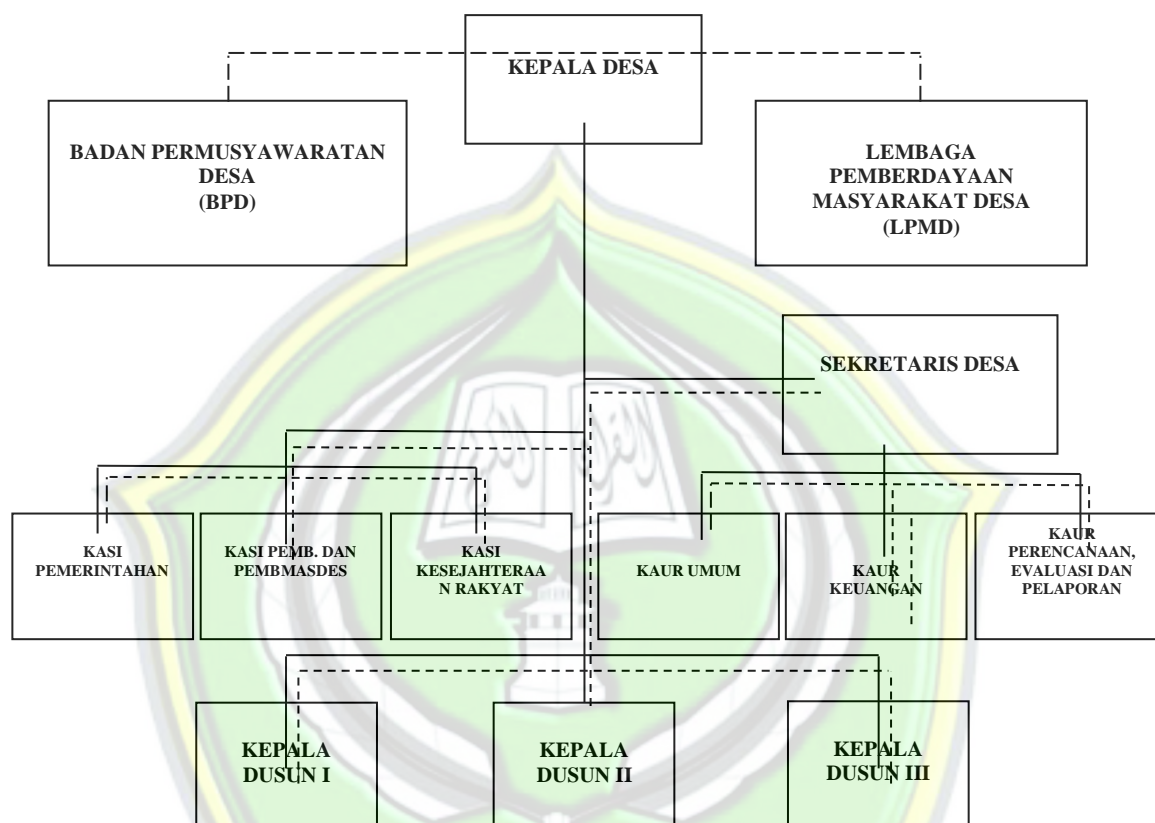 KEPALA DESA
BADAN PERMUSYAWARATAN
DESA
(BPD)
LEMBAGA
PEMBERDAYAAN
MASYARAKAT DESA
(LPMD)
SEKRETARIS DESA
KASI
PEMERINTAHAN
KASI PEMB. DAN
PEMBMASDES
KASI
KESEJAHTERAA
N RAKYAT
KAUR UMUM
KAUR
KEUANGAN
KAUR
PERENCANAAN,
EVALUASI DAN
PELAPORAN
KEPALA
DUSUN I
KEPALA
DUSUN II
KEPALA
DUSUN III